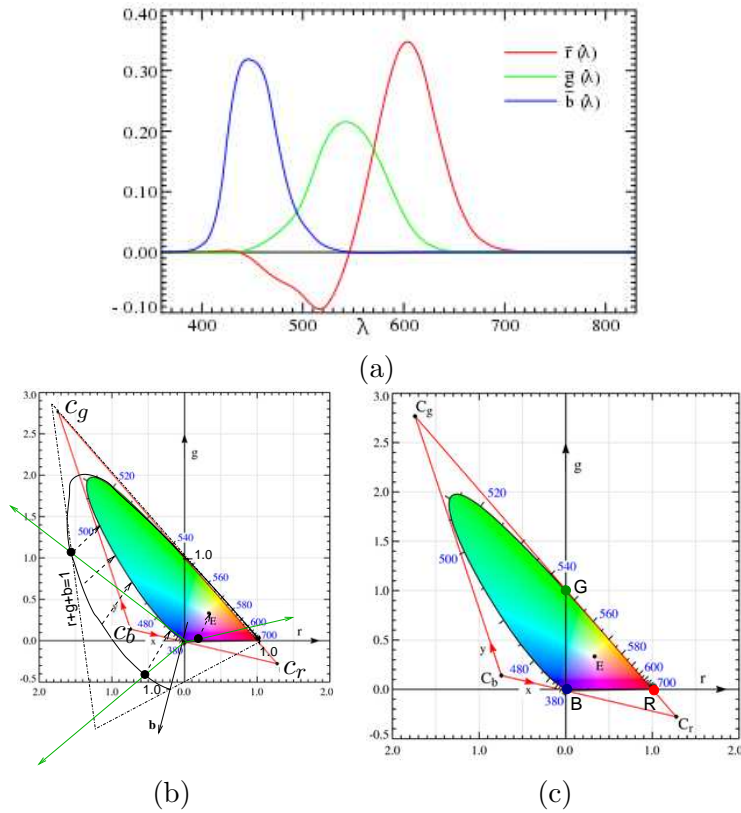 0.40
0.30
0.20
0.10
0.00
- 0.10
r̄ (λ)
ḡ (λ)
b̄ (λ)
400 500 600 700 800
λ
(a)
3.0
2.5
2.0
1.5
1.0
0.5
0.0
-0.5
2.0 1.0 0.0 1.0 2.0
c_g
g
520
500
540
1.0
560
580
600
700
480
380
E
r+g+b=1
c_b
x
r
1.0
c_r
1.0
b
(b)
3.0
2.5
2.0
1.5
1.0
0.5
0.0
-0.5
2.0 1.0 0.0 1.0 2.0
C_g
g
520
500
540
G
560
580
600
700
480
380
E
y
C_b
x
B
R
r
C_r
(c)